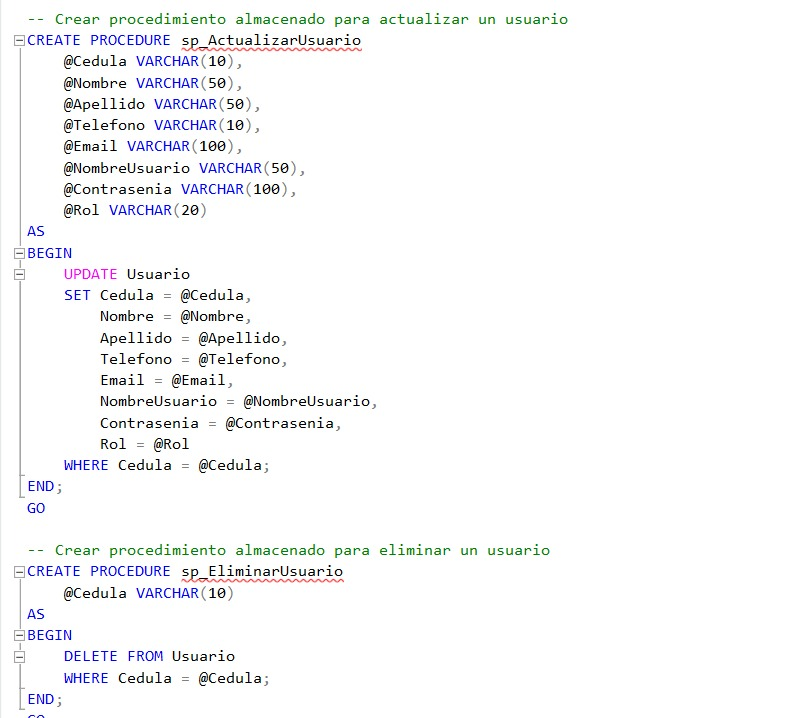 -- Crear procedimiento almacenado para actualizar un usuario
CREATE PROCEDURE sp_ActualizarUsuario
    @Cedula VARCHAR(10),
    @Nombre VARCHAR(50),
    @Apellido VARCHAR(50),
    @Telefono VARCHAR(10),
    @Email VARCHAR(100),
    @NombreUsuario VARCHAR(50),
    @Contrasenia VARCHAR(100),
    @Rol VARCHAR(20)
AS
BEGIN
    UPDATE Usuario
    SET Cedula = @Cedula,
        Nombre = @Nombre,
        Apellido = @Apellido,
        Telefono = @Telefono,
        Email = @Email,
        NombreUsuario = @NombreUsuario,
        Contrasenia = @Contrasenia,
        Rol = @Rol
    WHERE Cedula = @Cedula;
END;
GO

-- Crear procedimiento almacenado para eliminar un usuario
CREATE PROCEDURE sp_EliminarUsuario
    @Cedula VARCHAR(10)
AS
BEGIN
    DELETE FROM Usuario
    WHERE Cedula = @Cedula;
END;
GO